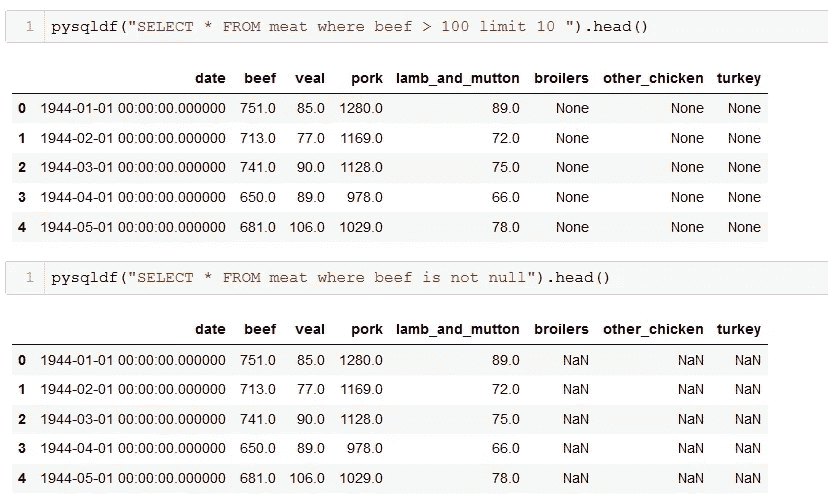 1 pysqldf("SELECT * FROM meat where beef > 100 limit 10 ").head()
date beef veal pork lamb_and_mutton broilers other_chicken turkey
0 1944-01-01 00:00:00.000000 751.0 85.0 1280.0 89.0 None None None
1 1944-02-01 00:00:00.000000 713.0 77.0 1169.0 72.0 None None None
2 1944-03-01 00:00:00.000000 741.0 90.0 1128.0 75.0 None None None
3 1944-04-01 00:00:00.000000 650.0 89.0 978.0 66.0 None None None
4 1944-05-01 00:00:00.000000 681.0 106.0 1029.0 78.0 None None None
1 pysqldf("SELECT * FROM meat where beef is not null").head()
date beef veal pork lamb_and_mutton broilers other_chicken turkey
0 1944-01-01 00:00:00.000000 751.0 85.0 1280.0 89.0 NaN NaN NaN
1 1944-02-01 00:00:00.000000 713.0 77.0 1169.0 72.0 NaN NaN NaN
2 1944-03-01 00:00:00.000000 741.0 90.0 1128.0 75.0 NaN NaN NaN
3 1944-04-01 00:00:00.000000 650.0 89.0 978.0 66.0 NaN NaN NaN
4 1944-05-01 00:00:00.000000 681.0 106.0 1029.0 78.0 NaN NaN NaN